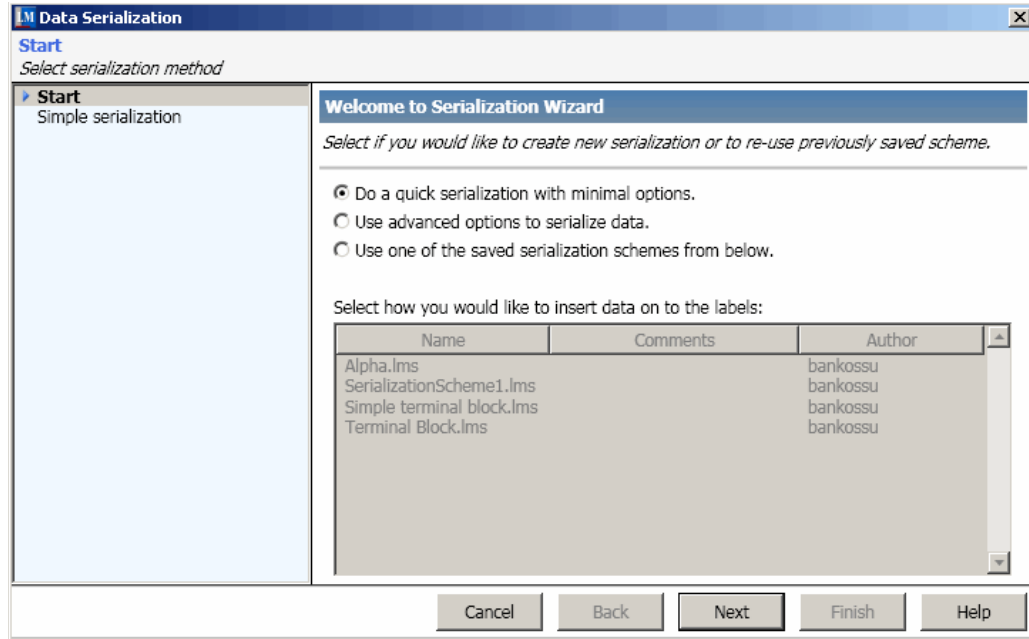 LM Data Serialization
Start
Select serialization method
Start
Simple serialization
Welcome to Serialization Wizard
Select if you would like to create new serialization or to re-use previously saved scheme.
Do a quick serialization with minimal options.
Use advanced options to serialize data.
Use one of the saved serialization schemes from below.
Select how you would like to insert data on to the labels:
Name Comments Author
Alpha.lms bankossu
SerializationScheme1.lms bankossu
Simple terminal block.lms bankossu
Terminal Block.lms bankossu
Cancel Back Next Finish Help